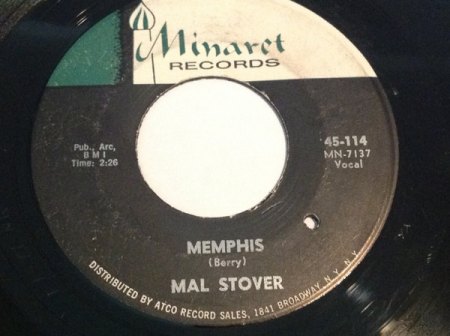 Minaret
RECORDS
Pub., Arc,
BMI
Time: 2:26
45-114
MN-7137
Vocal
MEMPHIS
(Berry)
MAL STOVER
DISTRIBUTED BY ATCO RECORD SALES, 1841 BROADWAY, N.Y. N.Y.